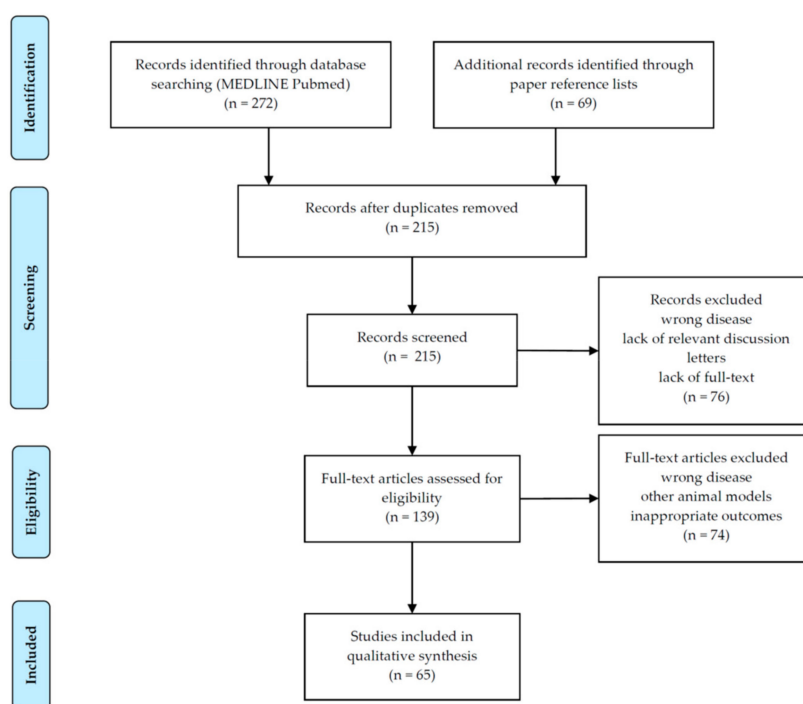 Identification
Records identified through database
searching (MEDLINE Pubmed)
(n = 272)
Additional records identified through
paper reference lists
(n = 69)
Screening
Records after duplicates removed
(n = 215)
Records screened
(n = 215)
Records excluded
wrong disease
lack of relevant discussion
letters
lack of full-text
(n = 76)
Eligibility
Full-text articles assessed for
eligibility
(n = 139)
Full-text articles excluded
wrong disease
other animal models
inappropriate outcomes
(n = 74)
Included
Studies included in
qualitative synthesis
(n = 65)